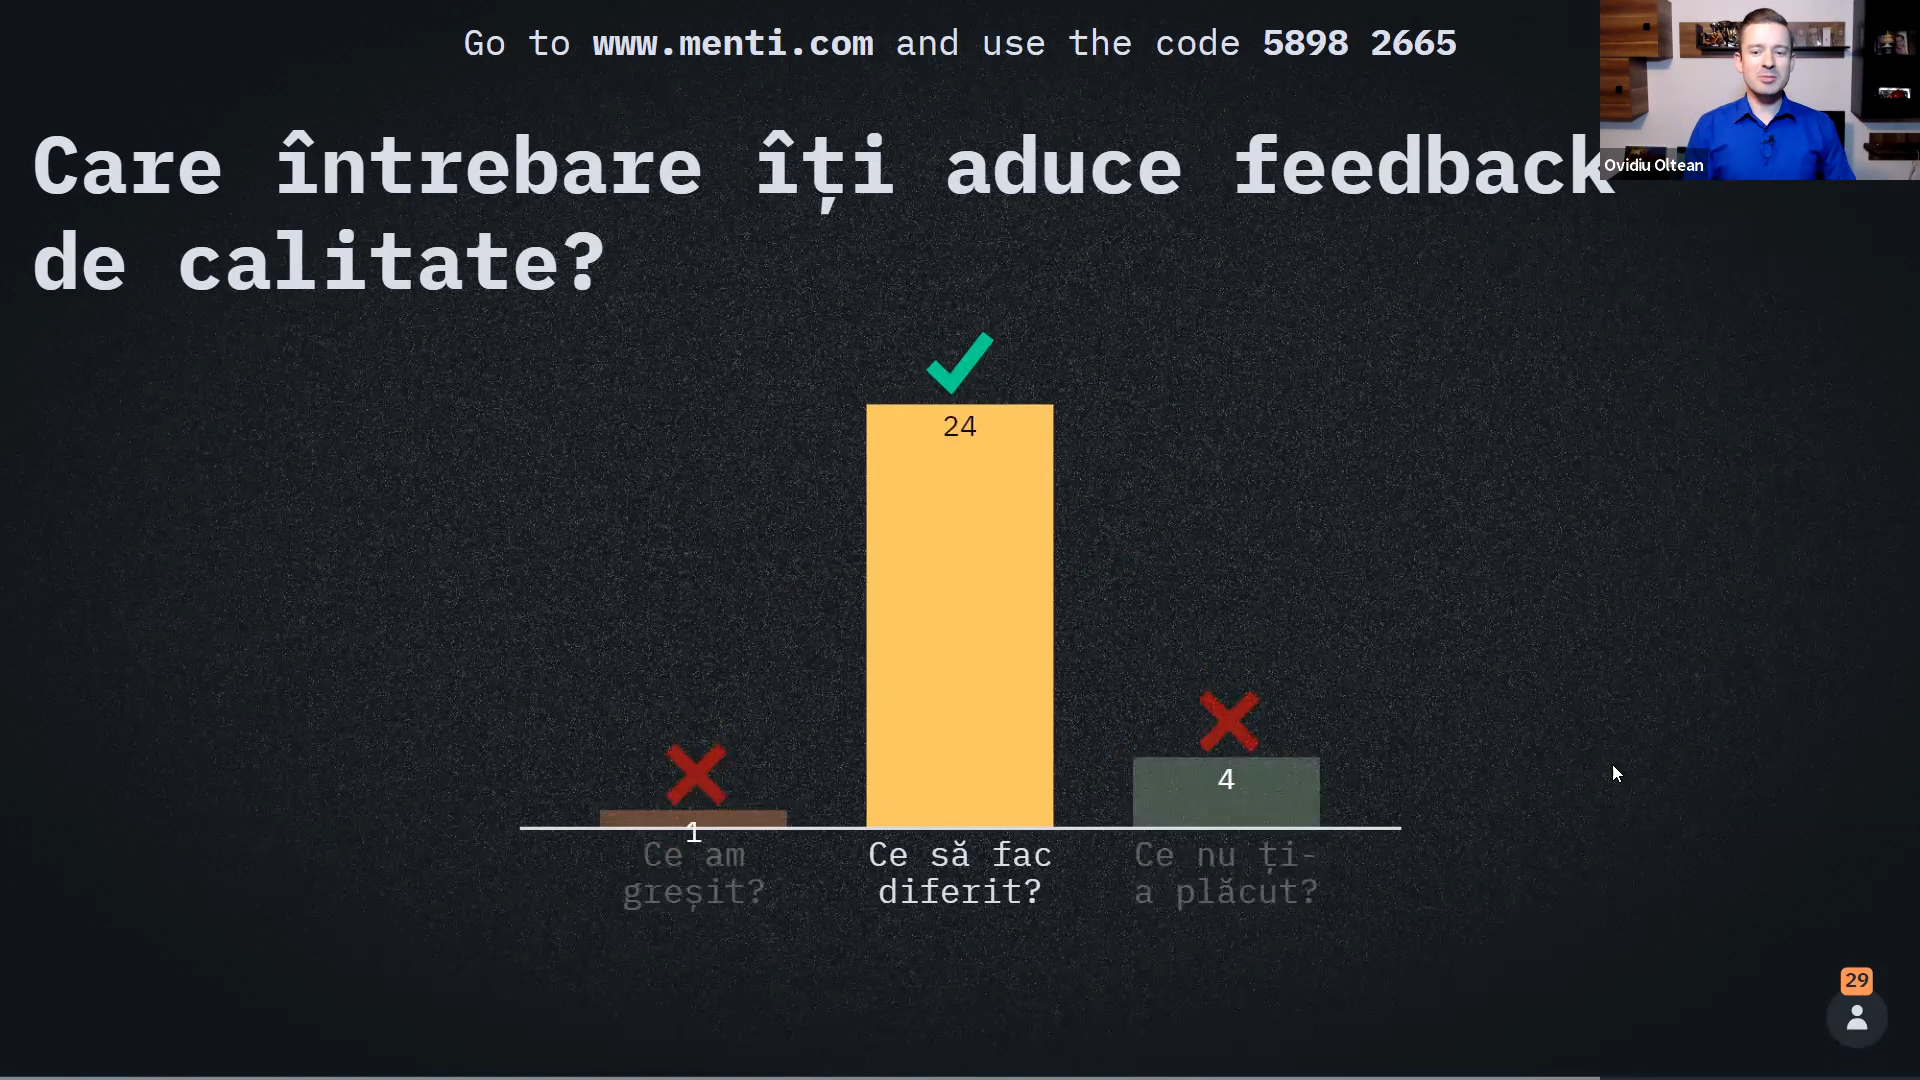 Go to www.menti.com and use the code 5898 2665
Care întrebare îți aduce feedback
de calitate?
Ovidiu Oltean
24
4
1
Ce am
greșit?
Ce să fac
diferit?
Ce nu ți-
a plăcut?
29